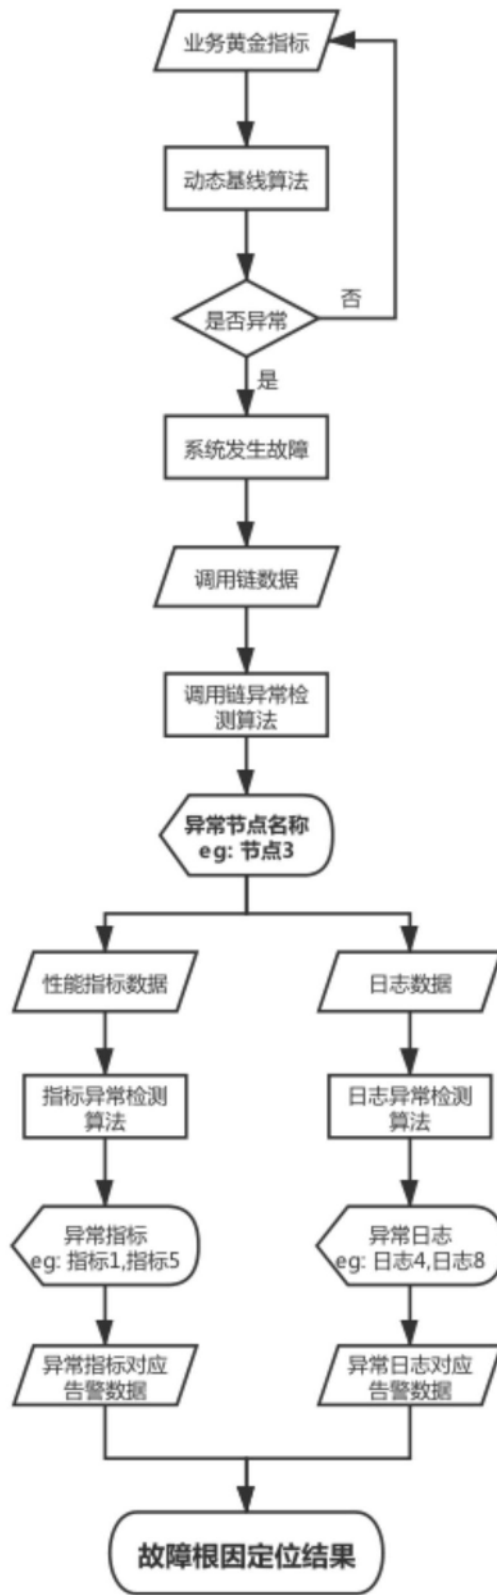 业务黄金指标
动态基线算法
是否异常
否
是
系统发生故障
调用链数据
调用链异常检
测算法
异常节点名称
eg: 节点3
性能指标数据
日志数据
指标异常检测
算法
日志异常检测
算法
异常指标
eg: 指标1,指标5
异常日志
eg: 日志4,日志8
异常指标对应
告警数据
异常日志对应
告警数据
故障根因定位结果